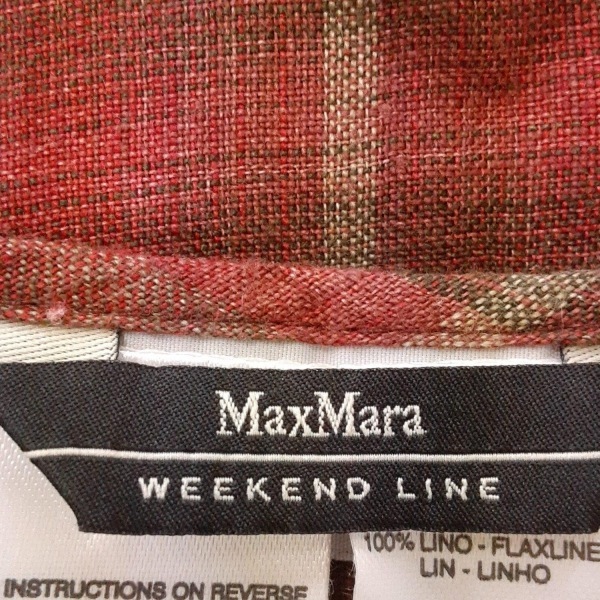 MaxMara
WEEKEND LINE
100% LINO - FLAXLINE
LIN - LINHO
INSTRUCTIONS ON REVERSE